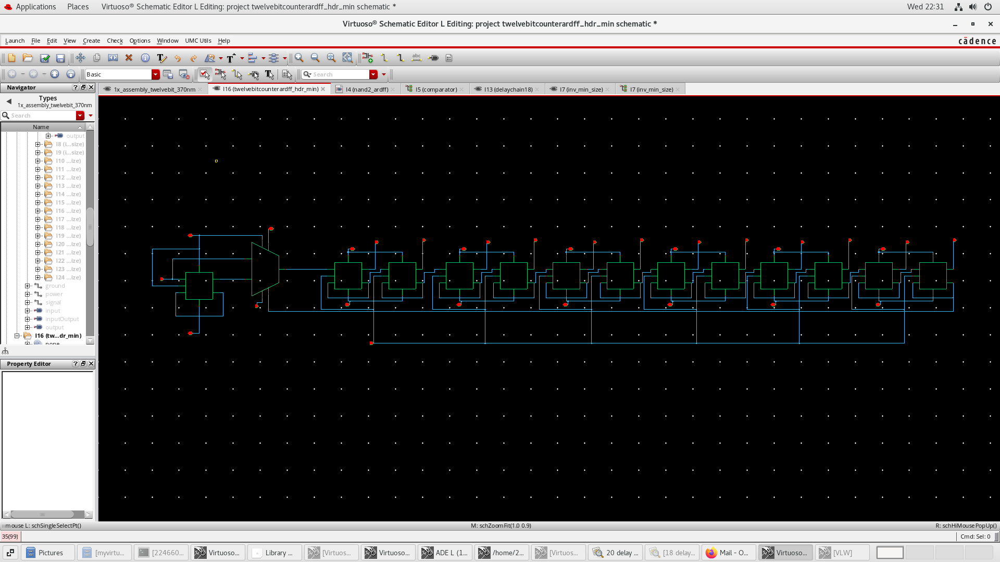 Applications Places Virtuoso® Schematic Editor L Editing: project twelvebitcounterardff_hdr_min schematic * Wed 22:31
Virtuoso® Schematic Editor L Editing: project twelvebitcounterardff_hdr_min schematic *
Launch File Edit View Create Check Options Window UMC Utils Help cādence
abc
Basic Search
Navigator ? 1x_assembly_twelvebit_370nm I16 (twelvebitcounterardff_hdr_min) I4 (nand2_ardff) I5 (comparator) I13 (delaychain18) I7 (inv_min_size) I7 (inv_min_size)
Types
1x_assembly_twelvebit_370nm
Search
Name
output
I8 (i...size)
I9 (i...size)
I10 ...ize)
I11 ...ize)
I12 ...ize)
I13 ...ize)
I14 ...ize)
I15 ...ize)
I16 ...ize)
I17 ...ize)
I18 ...ize)
I19 ...ize)
I20 ...ize)
I21 ...ize)
I22 ...ize)
I23 ...ize)
I24 ...ize)
ground
power
signal
input
inputOutput
output
I16 (tw...dr_min)
none
Property Editor ?
mouse L: schSingleSelectPt() M: schZoomFit(1.0 0.9) R: schHiMousePopUp()
35(99) Cmd: Sel: 0
Pictures [myvirtu... [224660... Virtuoso... Library ... [Virtuos... Virtuoso... ADE L (1... /home/2... [Virtuos... 20 delay ... [18 delay... Mail - O... Virtuoso... [VLW]